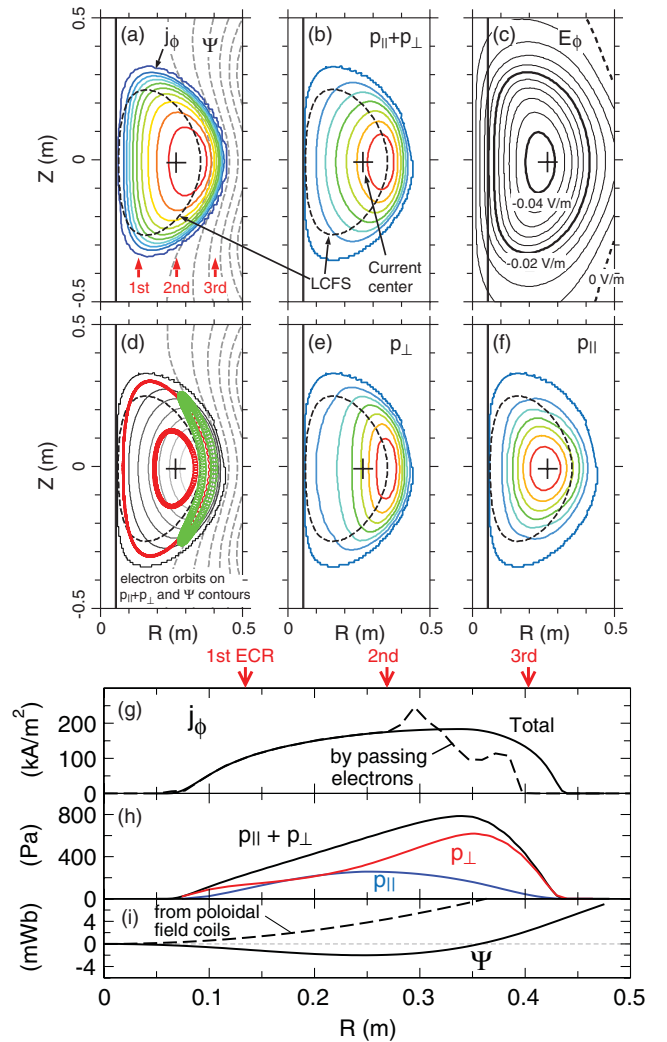 0.5
(a) jϕ Ψ
(b) p|| + p⊥
(c) Eϕ
Z (m)
0
-0.04 V/m
-0.02 V/m
0 V/m
1st 2nd 3rd
LCFS
Current
center
-0.5
0.5
(d)
(e) p⊥
(f) p||
Z (m)
0
electron orbits on
p||+p⊥ and Ψ contours
-0.5
0 0.5 0 0.5 0 0.5
R (m) R (m) R (m)
1st ECR 2nd 3rd
(g) jϕ Total
by passing
electrons
(kA/m²)
200
100
0
(h) p|| + p⊥
p⊥
p||
(Pa)
800
400
0
(i) from poloidal
field coils
Ψ
(mWb)
4
0
-4
0 0.1 0.2 0.3 0.4 0.5
R (m)